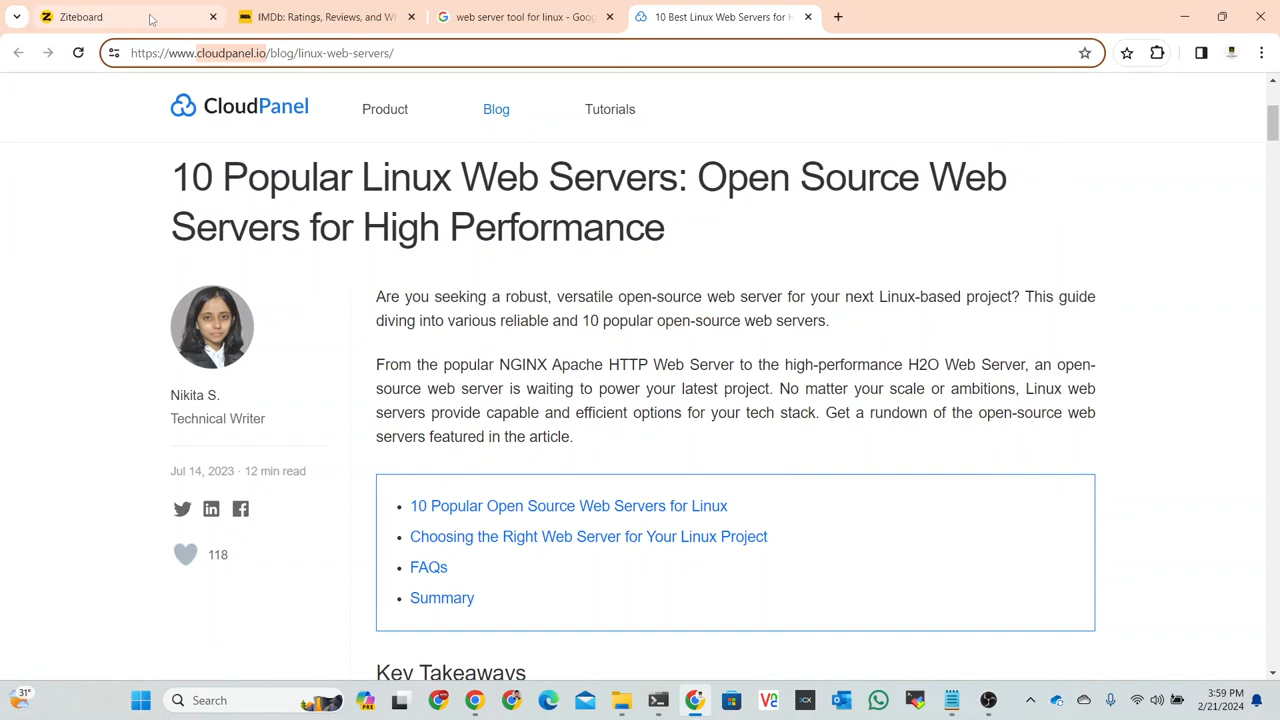 Ziteboard
IMDb: Ratings, Reviews, and Wh
web server tool for linux - Goog
10 Best Linux Web Servers for H
https://www.cloudpanel.io/blog/linux-web-servers/
CloudPanel
Product
Blog
Tutorials
10 Popular Linux Web Servers: Open Source Web
Servers for High Performance
Are you seeking a robust, versatile open-source web server for your next Linux-based project? This guide
diving into various reliable and 10 popular open-source web servers.
From the popular NGINX Apache HTTP Web Server to the high-performance H2O Web Server, an open-
source web server is waiting to power your latest project. No matter your scale or ambitions, Linux web
servers provide capable and efficient options for your tech stack. Get a rundown of the open-source web
servers featured in the article.
Nikita S.
Technical Writer
Jul 14, 2023 · 12 min read
118
• 10 Popular Open Source Web Servers for Linux
• Choosing the Right Web Server for Your Linux Project
• FAQs
• Summary
Key Takeaways
31°
Search
PRE
3:59 PM
2/21/2024